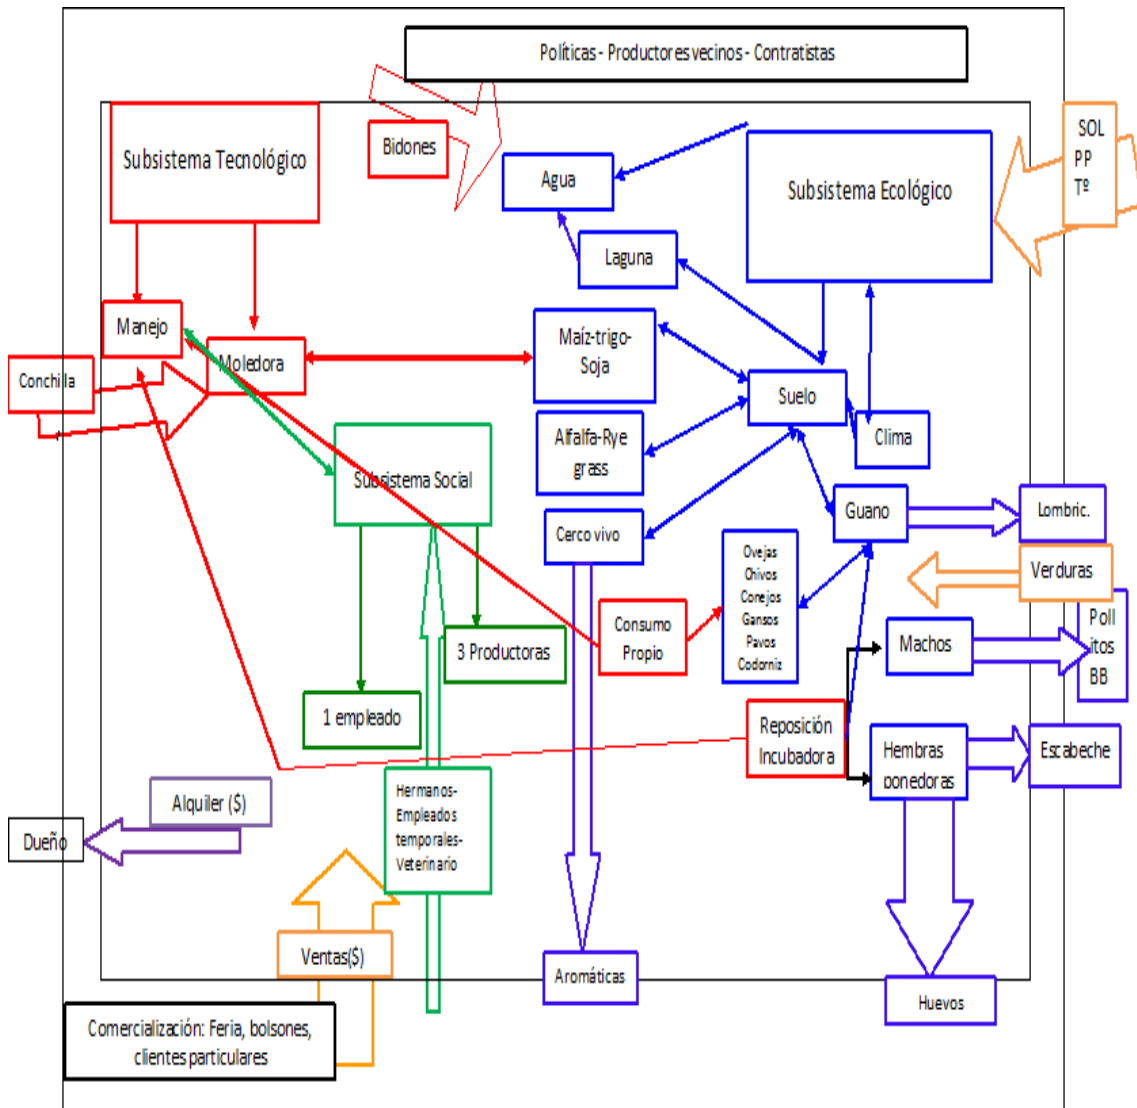 Políticas - Productores vecinos - Contratistas
SOL
PP
Tº
Subsistema Tecnológico
Bidones
Agua
Subsistema Ecológico
Laguna
Manejo
Moledora
Maíz-trigo-
Soja
Conchilla
Suelo
Clima
Alfalfa-Rye
grass
Subsistema Social
Guano
Lombric.
Cerco vivo
Ovejas
Chivos
Conejos
Gansos
Pavos
Codorniz
Verduras
Consumo
Propio
Machos
Poll
itos
BB
3 Productoras
1 empleado
Reposición
Incubadora
Hembras
ponedoras
Escabeche
Alquiler ($)
Hermanos-
Empleados
temporales-
Veterinario
Dueño
Ventas($)
Aromáticas
Huevos
Comercialización: Feria, bolsones,
clientes particulares